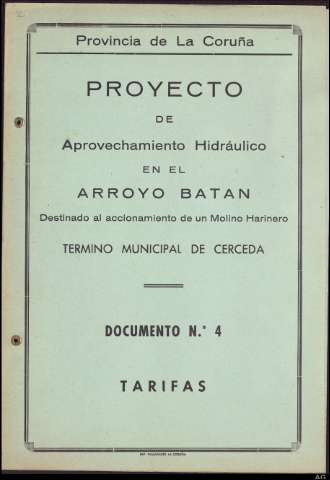 Provincia de La Coruña
PROYECTO
DE
Aprovechamiento Hidráulico
EN EL
ARROYO BATAN
Destinado al accionamiento de un Molino Harinero
TERMINO MUNICIPAL DE CERCEDA
DOCUMENTO N.° 4
TARIFAS
AG